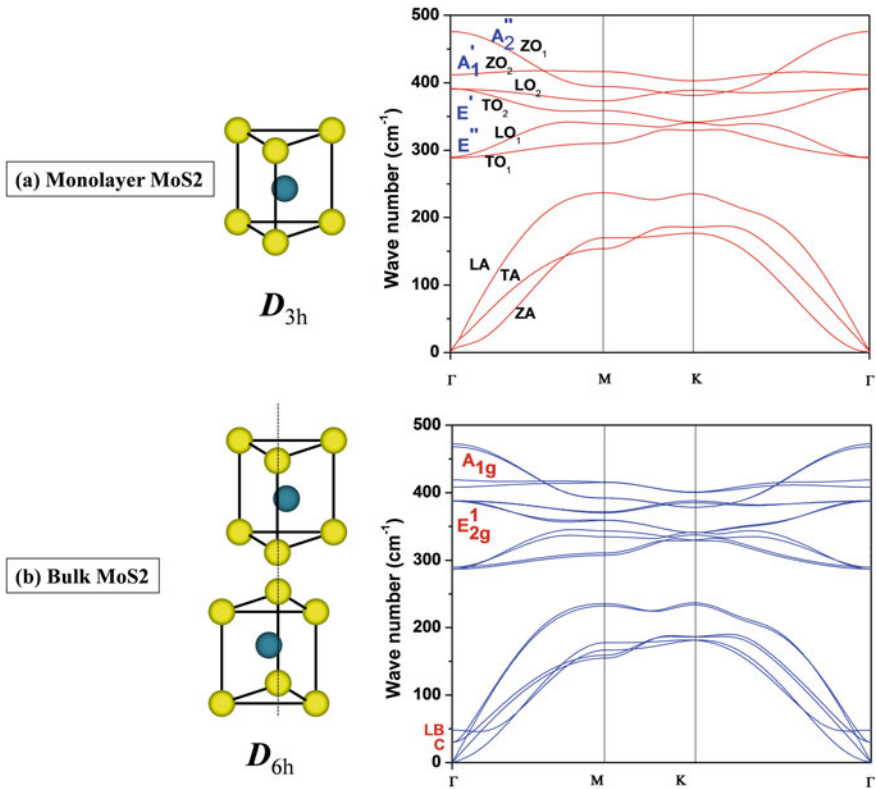 (a) Monolayer MoS2
D3h
Wave number (cm-1)
500
400
300
200
100
0
A2''
ZO1
A1'
ZO2
LO2
E'
TO2
LO1
E''
TO1
LA
TA
ZA
Γ M K Γ
(b) Bulk MoS2
D6h
Wave number (cm-1)
500
400
300
200
100
0
A1g
E2g1
LB
C
Γ M K Γ